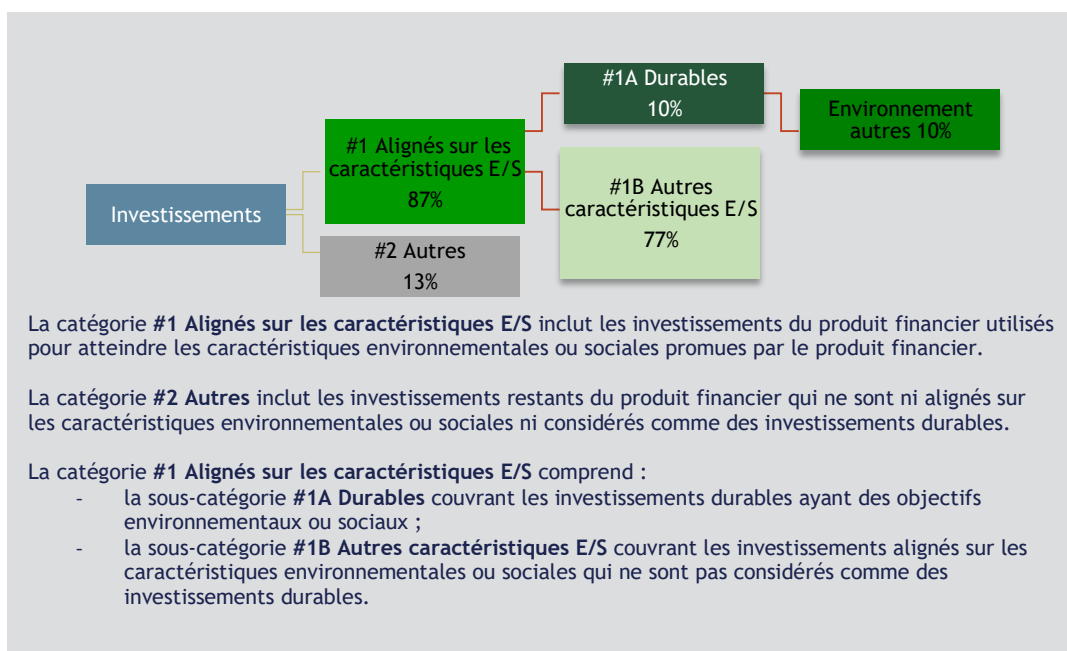 #1A Durables
10%
Environnement
autres 10%
#1 Alignés sur les
caractéristiques E/S
87%
#1B Autres
caractéristiques E/S
77%
Investissements
#2 Autres
13%
La catégorie #1 Alignés sur les caractéristiques E/S inclut les investissements du produit financier utilisés
pour atteindre les caractéristiques environnementales ou sociales promues par le produit financier.
La catégorie #2 Autres inclut les investissements restants du produit financier qui ne sont ni alignés sur
les caractéristiques environnementales ou sociales ni considérés comme des investissements durables.
La catégorie #1 Alignés sur les caractéristiques E/S comprend :
- la sous-catégorie #1A Durables couvrant les investissements durables ayant des objectifs
environnementaux ou sociaux ;
- la sous-catégorie #1B Autres caractéristiques E/S couvrant les investissements alignés sur les
caractéristiques environnementales ou sociales qui ne sont pas considérés comme des
investissements durables.